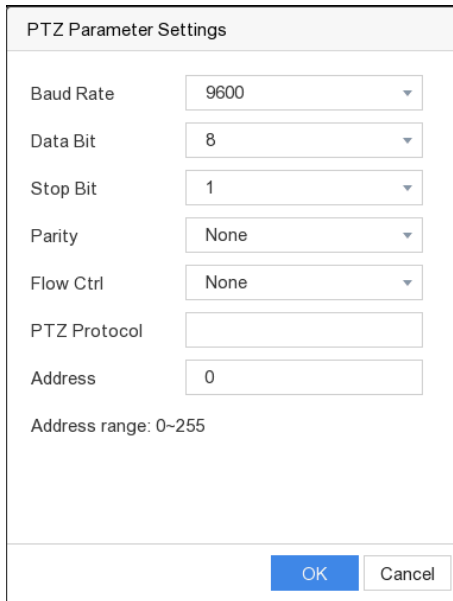 PTZ Parameter Settings
Baud Rate 9600
Data Bit 8
Stop Bit 1
Parity None
Flow Ctrl None
PTZ Protocol
Address 0
Address range: 0~255
OK Cancel